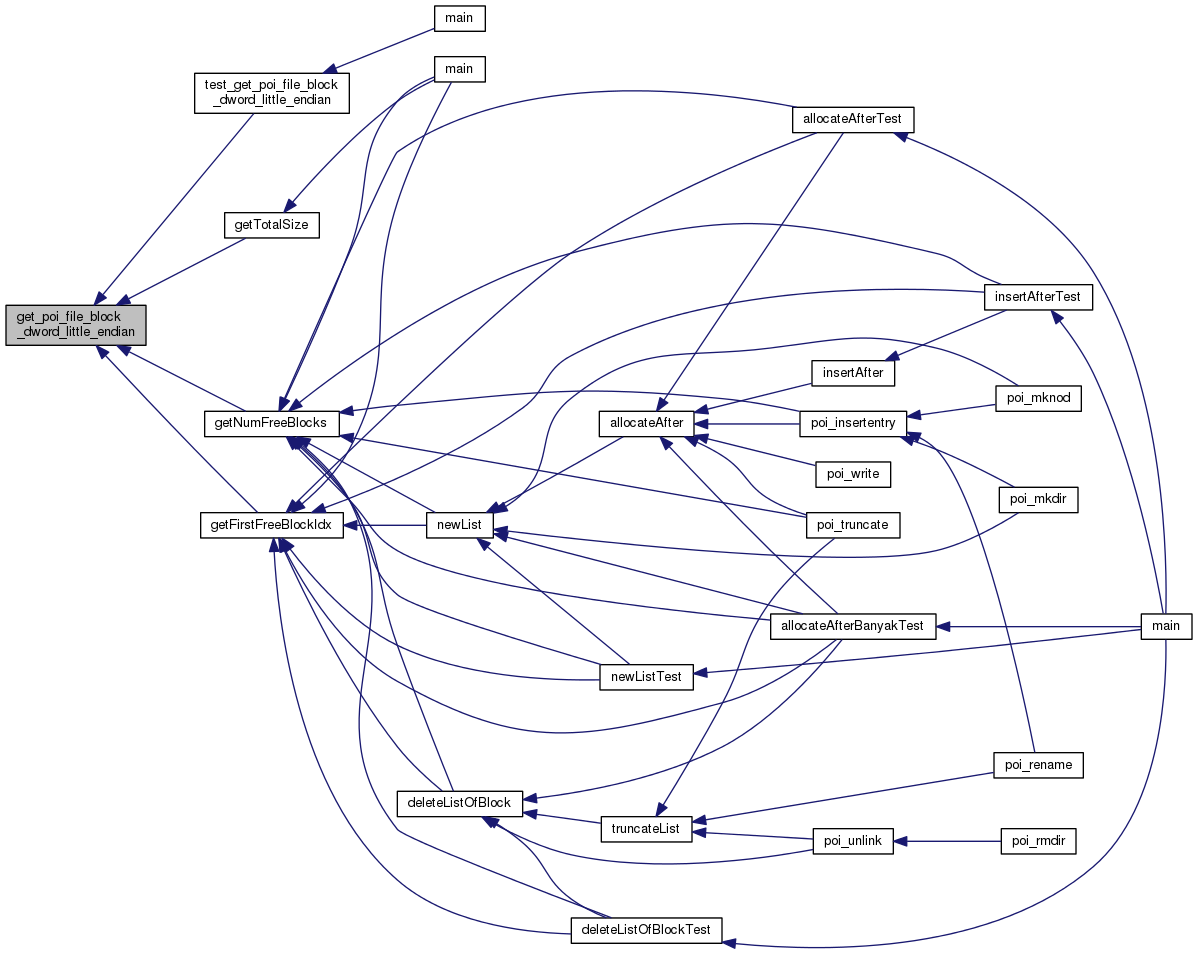 main
main
test_get_poi_file_block
_dword_little_endian
allocateAfterTest
getTotalSize
insertAfterTest
get_poi_file_block
_dword_little_endian
insertAfter
poi_mknod
getNumFreeBlocks
allocateAfter
poi_insertentry
poi_write
poi_mkdir
getFirstFreeBlockIdx
newList
poi_truncate
allocateAfterBanyakTest
main
newListTest
poi_rename
deleteListOfBlock
truncateList
poi_unlink
poi_rmdir
deleteListOfBlockTest